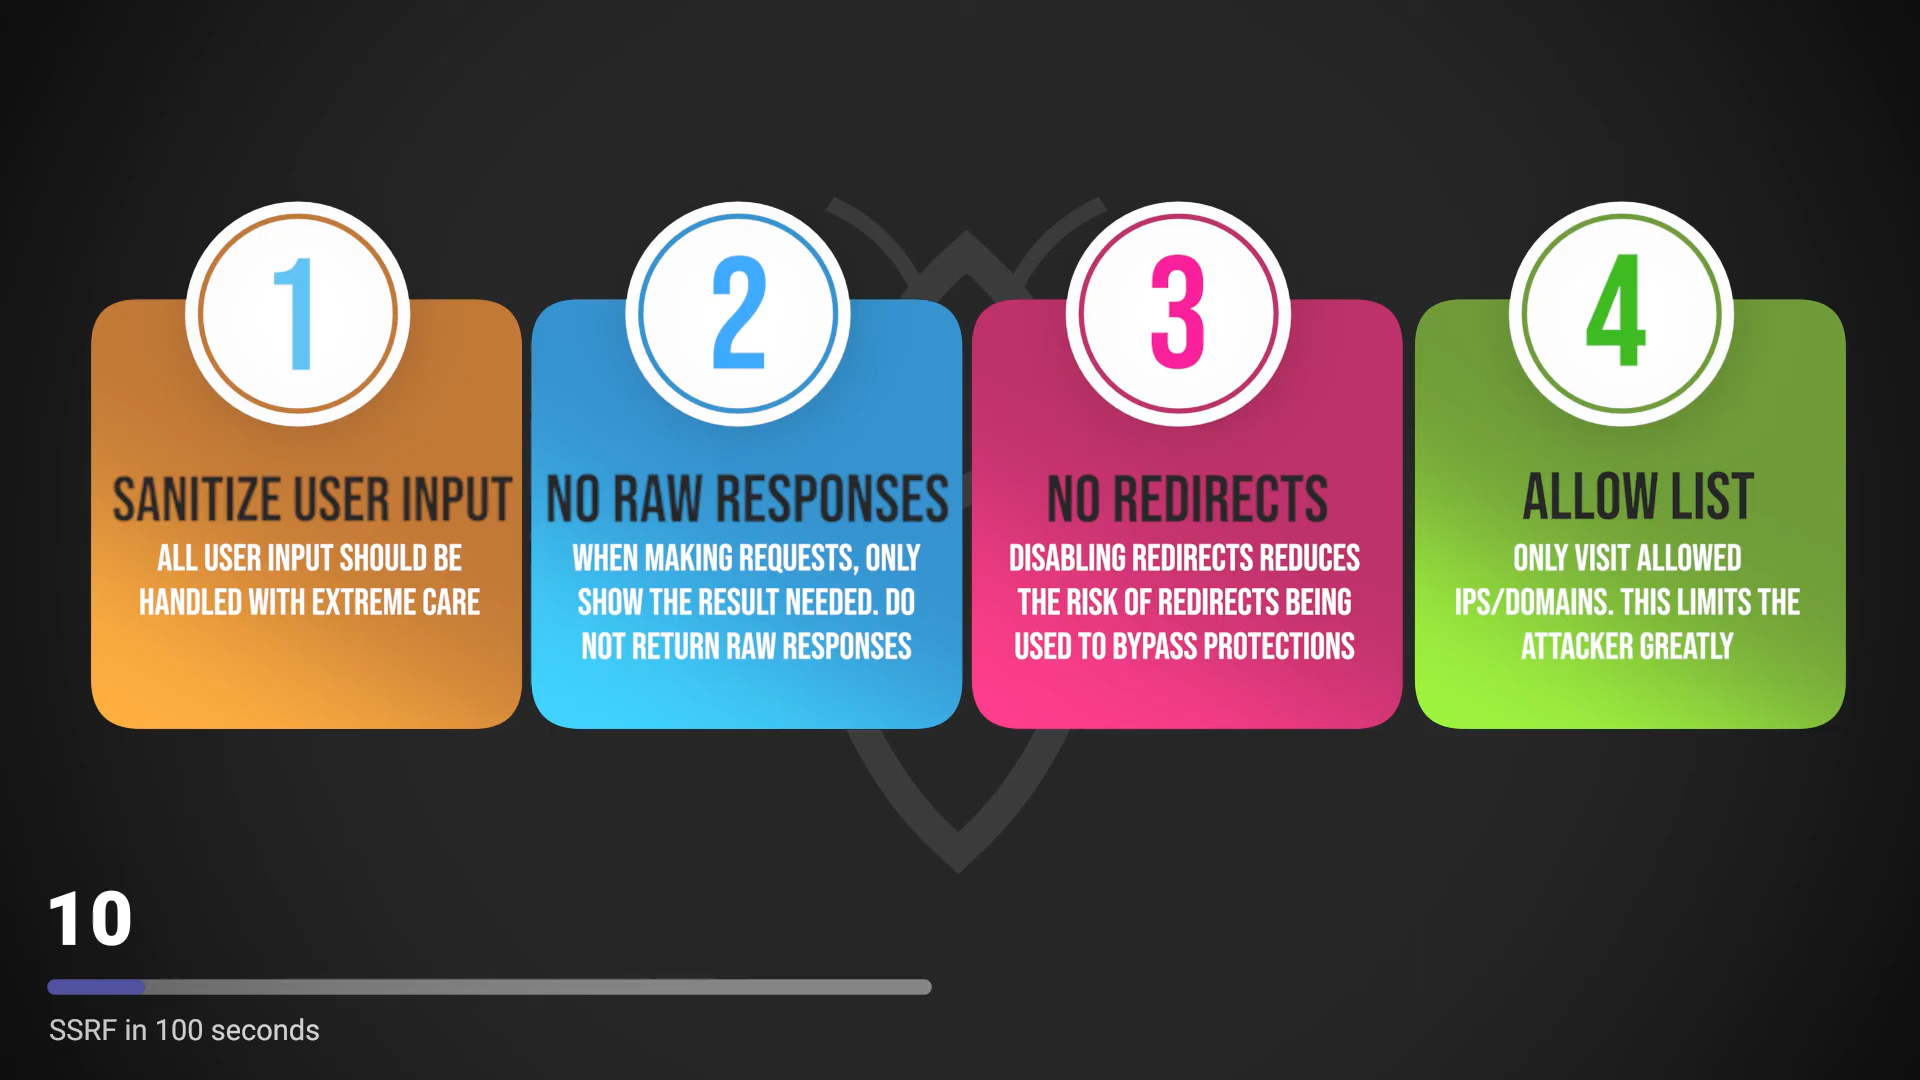 1
SANITIZE USER INPUT
ALL USER INPUT SHOULD BE
HANDLED WITH EXTREME CARE
2
NO RAW RESPONSES
WHEN MAKING REQUESTS, ONLY
SHOW THE RESULT NEEDED. DO
NOT RETURN RAW RESPONSES
3
NO REDIRECTS
DISABLING REDIRECTS REDUCES
THE RISK OF REDIRECTS BEING
USED TO BYPASS PROTECTIONS
4
ALLOW LIST
ONLY VISIT ALLOWED
IPS/DOMAINS. THIS LIMITS THE
ATTACKER GREATLY
10
SSRF in 100 seconds